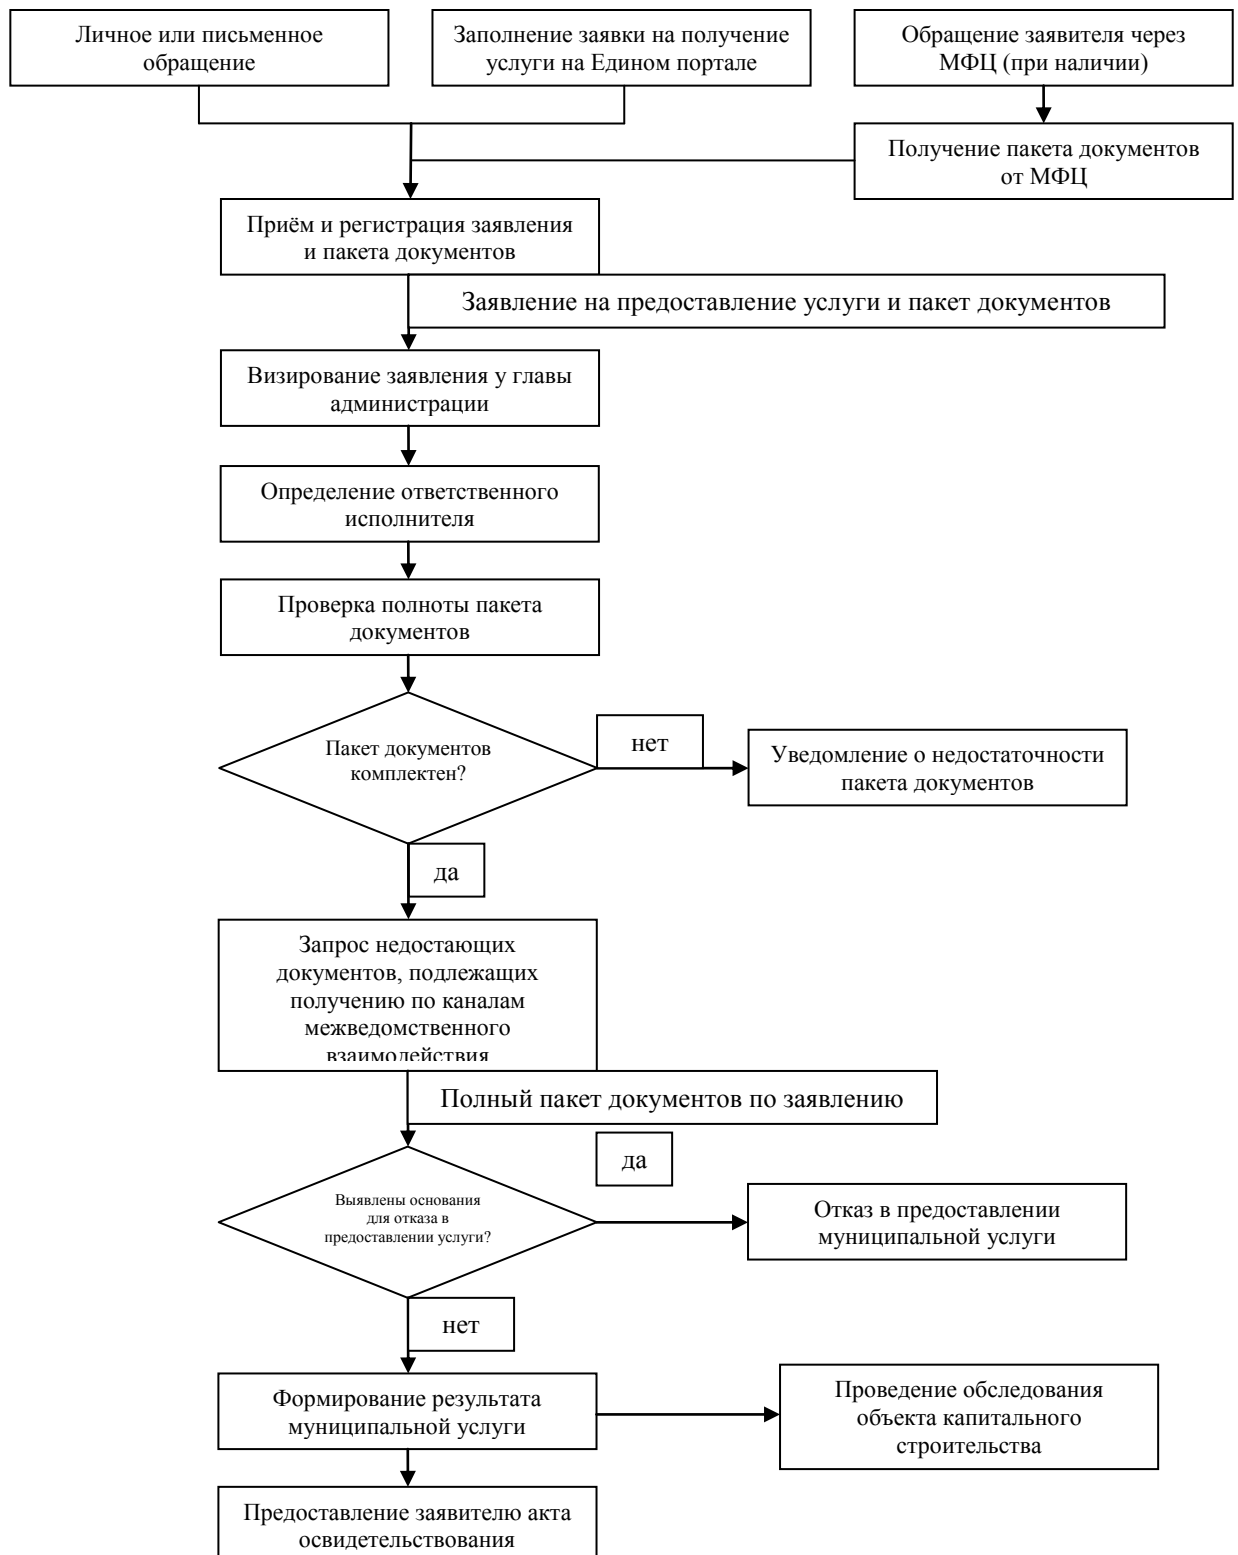 Личное или письменное
обращение
Заполнение заявки на получение
услуги на Едином портале
Обращение заявителя через
МФЦ (при наличии)
Получение пакета документов
от МФЦ
Приём и регистрация заявления
и пакета документов
Заявление на предоставление услуги и пакет документов
Визирование заявления у главы
администрации
Определение ответственного
исполнителя
Проверка полноты пакета
документов
Пакет документов
комплектен?
нет
Уведомление о недостаточности
пакета документов
да
Запрос недостающих
документов, подлежащих
получению по каналам
межведомственного
взаимодействия
Полный пакет документов по заявлению
да
Выявлены основания
для отказа в
предоставлении услуги?
Отказ в предоставлении
муниципальной услуги
нет
Формирование результата
муниципальной услуги
Проведение обследования
объекта капитального
строительства
Предоставление заявителю акта
освидетельствования